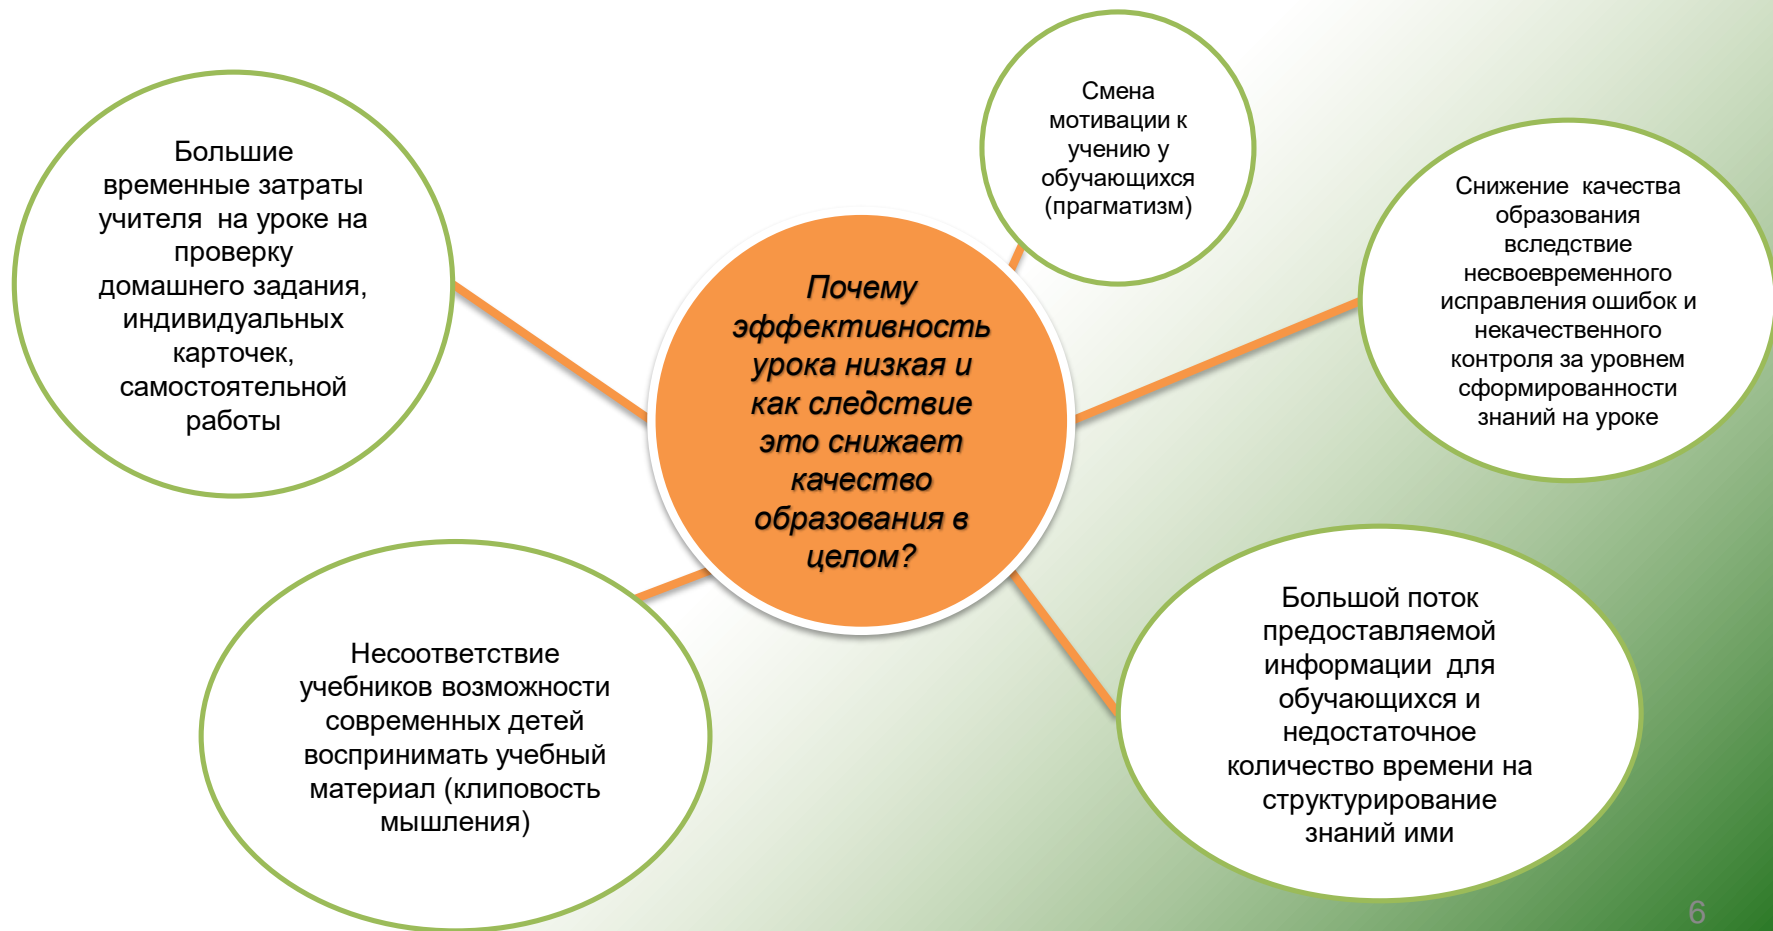 Большие
временные затраты
учителя  на уроке на
проверку
домашнего задания,
индивидуальных
карточек,
самостоятельной
работы
Смена
мотивации к
учению у
обучающихся
(прагматизм)
Снижение  качества
образования
вследствие
несвоевременного
исправления ошибок и
некачественного
контроля за уровнем
сформированности
знаний на уроке
Почему
эффективность
урока низкая и
как следствие
это снижает
качество
образования в
целом?
Несоответствие
учебников возможности
современных детей
воспринимать учебный
материал (клиповость
мышления)
Большой поток
предоставляемой
информации  для
обучающихся и
недостаточное
количество времени на
структурирование
знаний ими
6